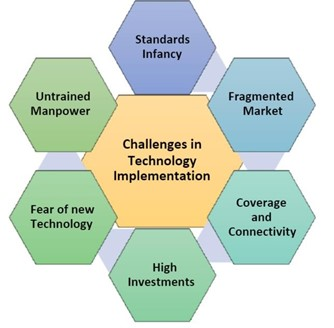 Standards
Infancy
Untrained
Manpower
Fragmented
Market
Challenges in
Technology
Implementation
Fear of new
Technology
Coverage
and
Connectivity
High
Investments